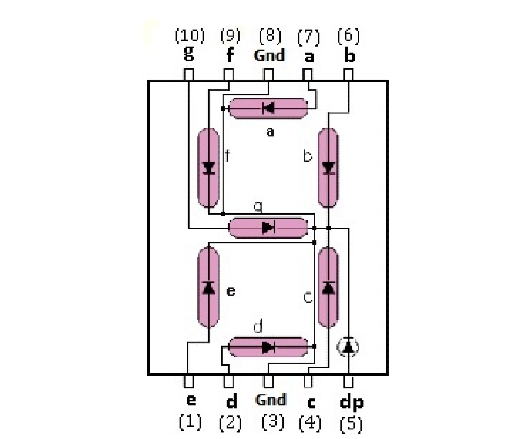 (10) (9) (8) (7) (6)
g f Gnd a b
a
f b
g
e c
d
e d Gnd c dp
(1) (2) (3) (4) (5)